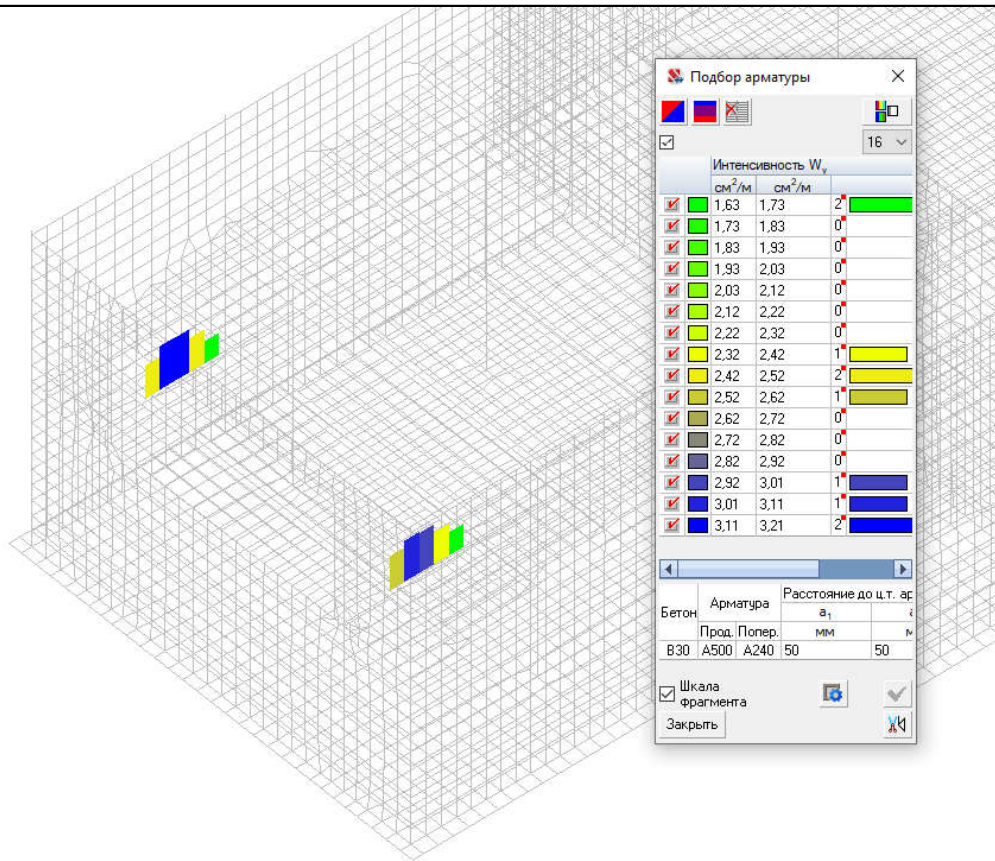 Подбор арматуры
16
Интенсивность Wy
см²/м см²/м
1,63 1,73 2
1,73 1,83 0
1,83 1,93 0
1,93 2,03 0
2,03 2,12 0
2,12 2,22 0
2,22 2,32 0
2,32 2,42 1
2,42 2,52 2
2,52 2,62 1
2,62 2,72 0
2,72 2,82 0
2,82 2,92 0
2,92 3,01 1
3,01 3,11 1
3,11 3,21 2
Бетон Арматура Расстояние до ц.т. ар
a₁
Прод. Попер. мм
В30 А500 А240 50 50
Шкала
фрагмента
Закрыть